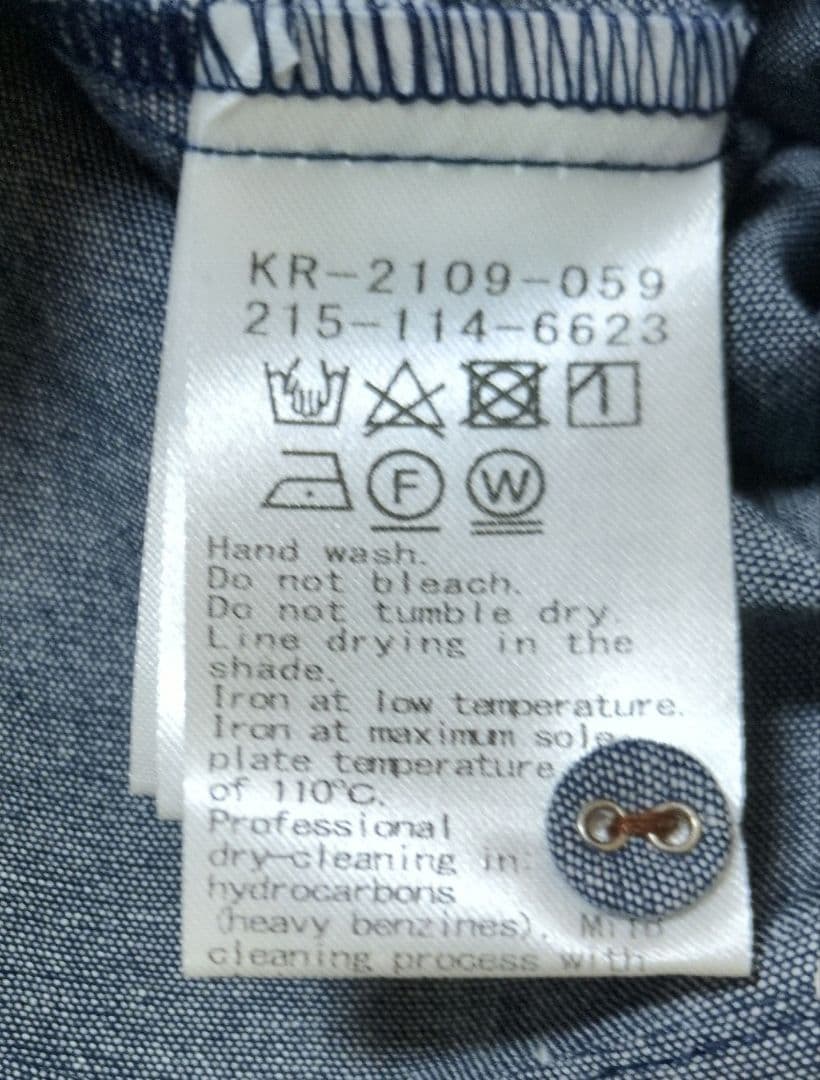 KR-2109-059
215-114-6623
F W
Hand wash.
Do not bleach.
Do not tumble dry.
Line drying in the
shade.
Iron at low temperature.
Iron at maximum sole
plate temperature
of 110°C.
Professional
dry-cleaning in:
hydrocarbons
(heavy benzines). Mild
cleaning process with